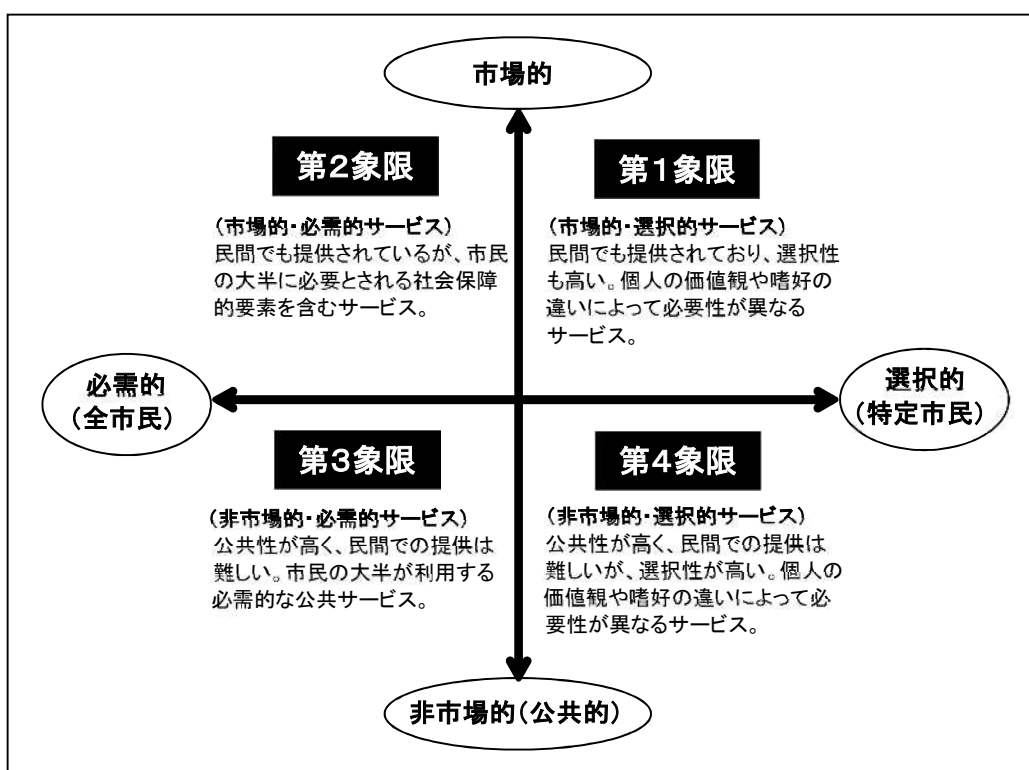 市場的
第2象限
(市場的・必需的サービス)
民間でも提供されているが、市民
の大半に必要とされる社会保障
的要素を含むサービス。
第1象限
(市場的・選択的サービス)
民間でも提供されており、選択性
も高い。個人の価値観や嗜好の
違いによって必要性が異なる
サービス。
必需的
(全市民)
選択的
(特定市民)
第3象限
(非市場的・必需的サービス)
公共性が高く、民間での提供は
難しい。市民の大半が利用する
必需的な公共サービス。
第4象限
(非市場的・選択的サービス)
公共性が高く、民間での提供は
難しいが、選択性が高い。個人の
価値観や嗜好の違いによって必
要性が異なるサービス。
非市場的(公共的)